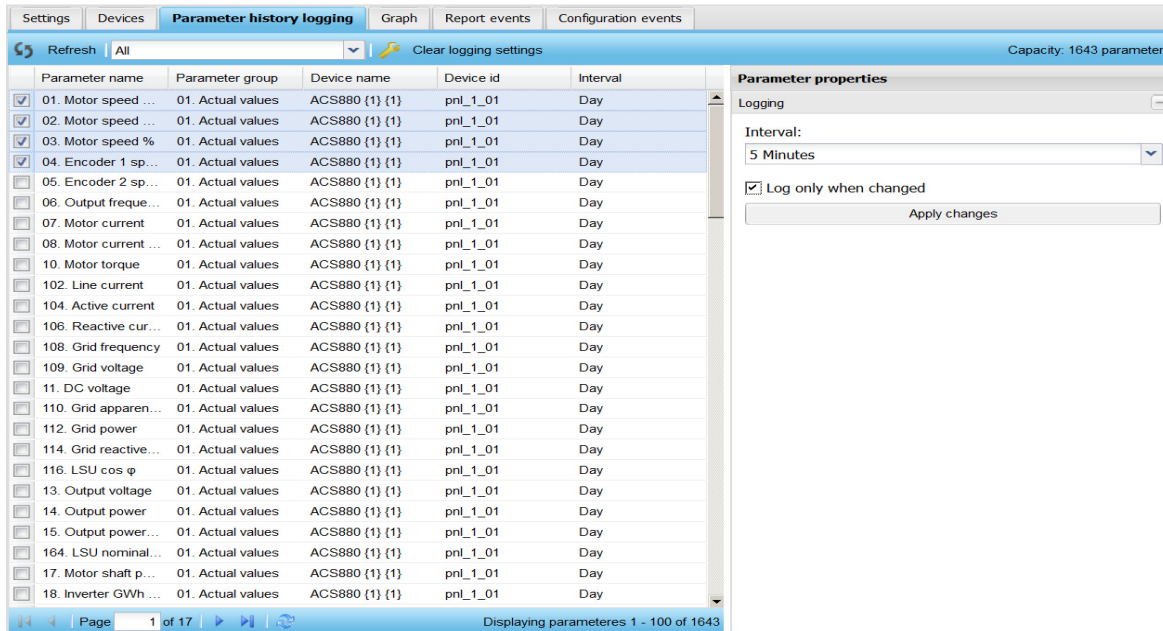 Settings Devices Parameter history logging Graph Report events Configuration events
Refresh All Clear logging settings Capacity: 1643 parameter
Parameter name Parameter group Device name Device id Interval
01. Motor speed ... 01. Actual values ACS880 {1} {1} pnl_1_01 Day
02. Motor speed ... 01. Actual values ACS880 {1} {1} pnl_1_01 Day
03. Motor speed % 01. Actual values ACS880 {1} {1} pnl_1_01 Day
04. Encoder 1 sp... 01. Actual values ACS880 {1} {1} pnl_1_01 Day
05. Encoder 2 sp... 01. Actual values ACS880 {1} {1} pnl_1_01 Day
06. Output freque... 01. Actual values ACS880 {1} {1} pnl_1_01 Day
07. Motor current 01. Actual values ACS880 {1} {1} pnl_1_01 Day
08. Motor current ... 01. Actual values ACS880 {1} {1} pnl_1_01 Day
10. Motor torque 01. Actual values ACS880 {1} {1} pnl_1_01 Day
102. Line current 01. Actual values ACS880 {1} {1} pnl_1_01 Day
104. Active current 01. Actual values ACS880 {1} {1} pnl_1_01 Day
106. Reactive cur... 01. Actual values ACS880 {1} {1} pnl_1_01 Day
108. Grid frequency 01. Actual values ACS880 {1} {1} pnl_1_01 Day
109. Grid voltage 01. Actual values ACS880 {1} {1} pnl_1_01 Day
11. DC voltage 01. Actual values ACS880 {1} {1} pnl_1_01 Day
110. Grid apparen... 01. Actual values ACS880 {1} {1} pnl_1_01 Day
112. Grid power 01. Actual values ACS880 {1} {1} pnl_1_01 Day
114. Grid reactive... 01. Actual values ACS880 {1} {1} pnl_1_01 Day
116. LSU cos φ 01. Actual values ACS880 {1} {1} pnl_1_01 Day
13. Output voltage 01. Actual values ACS880 {1} {1} pnl_1_01 Day
14. Output power 01. Actual values ACS880 {1} {1} pnl_1_01 Day
15. Output power... 01. Actual values ACS880 {1} {1} pnl_1_01 Day
164. LSU nominal... 01. Actual values ACS880 {1} {1} pnl_1_01 Day
17. Motor shaft p... 01. Actual values ACS880 {1} {1} pnl_1_01 Day
18. Inverter GWh ... 01. Actual values ACS880 {1} {1} pnl_1_01 Day
Page 1 of 17 Displaying parameteres 1 - 100 of 1643
Parameter properties
Logging
Interval:
5 Minutes
Log only when changed
Apply changes